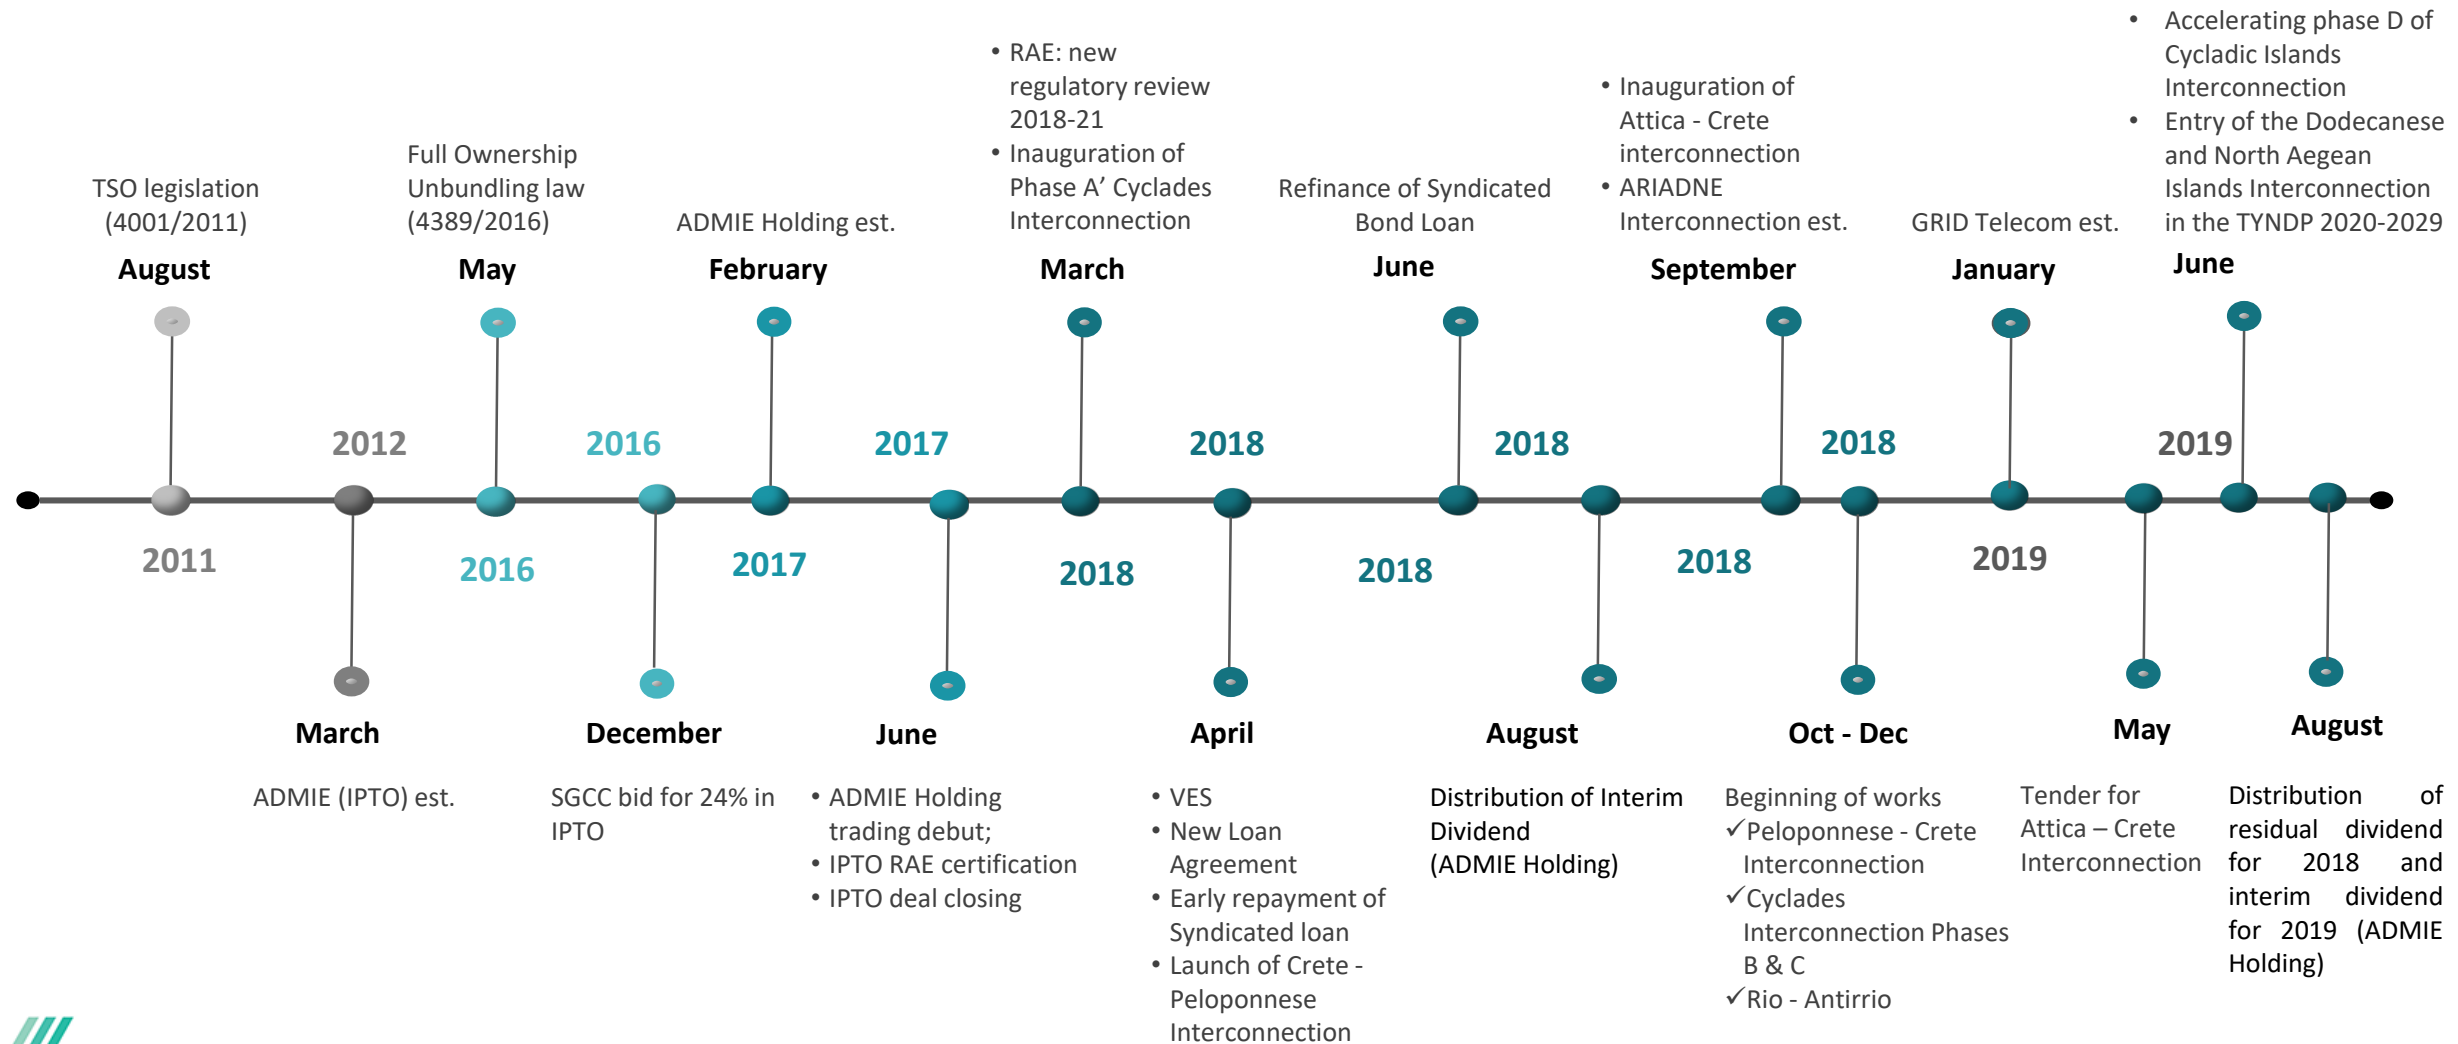 TSO legislation
(4001/2011)
August
Full Ownership
Unbundling law
(4389/2016)
May
ADMIE Holding est.
February
• RAE: new
regulatory review
2018-21
• Inauguration of
Phase A’ Cyclades
Interconnection
March
Refinance of Syndicated
Bond Loan
June
• Inauguration of
Attica - Crete
interconnection
• ARIADNE
Interconnection est.
September
GRID Telecom est.
January
• Accelerating phase D of
Cycladic Islands
Interconnection
• Entry of the Dodecanese
and North Aegean
Islands Interconnection
in the TYNDP 2020-2029
June
2012
2016
2017
2018
2018
2018
2019
2011
2016
2017
2018
2018
2018
2019
March
ADMIE (IPTO) est.
December
SGCC bid for 24% in
IPTO
June
• ADMIE Holding
trading debut;
• IPTO RAE certification
• IPTO deal closing
April
• VES
• New Loan
Agreement
• Early repayment of
Syndicated loan
• Launch of Crete -
Peloponnese
Interconnection
August
Distribution of Interim
Dividend
(ADMIE Holding)
Oct - Dec
Beginning of works
✓Peloponnese - Crete
Interconnection
✓Cyclades
Interconnection Phases
B & C
✓Rio - Antirrio
May
Tender for
Attica – Crete
Interconnection
August
Distribution of
residual dividend
for 2018 and
interim dividend
for 2019 (ADMIE
Holding)